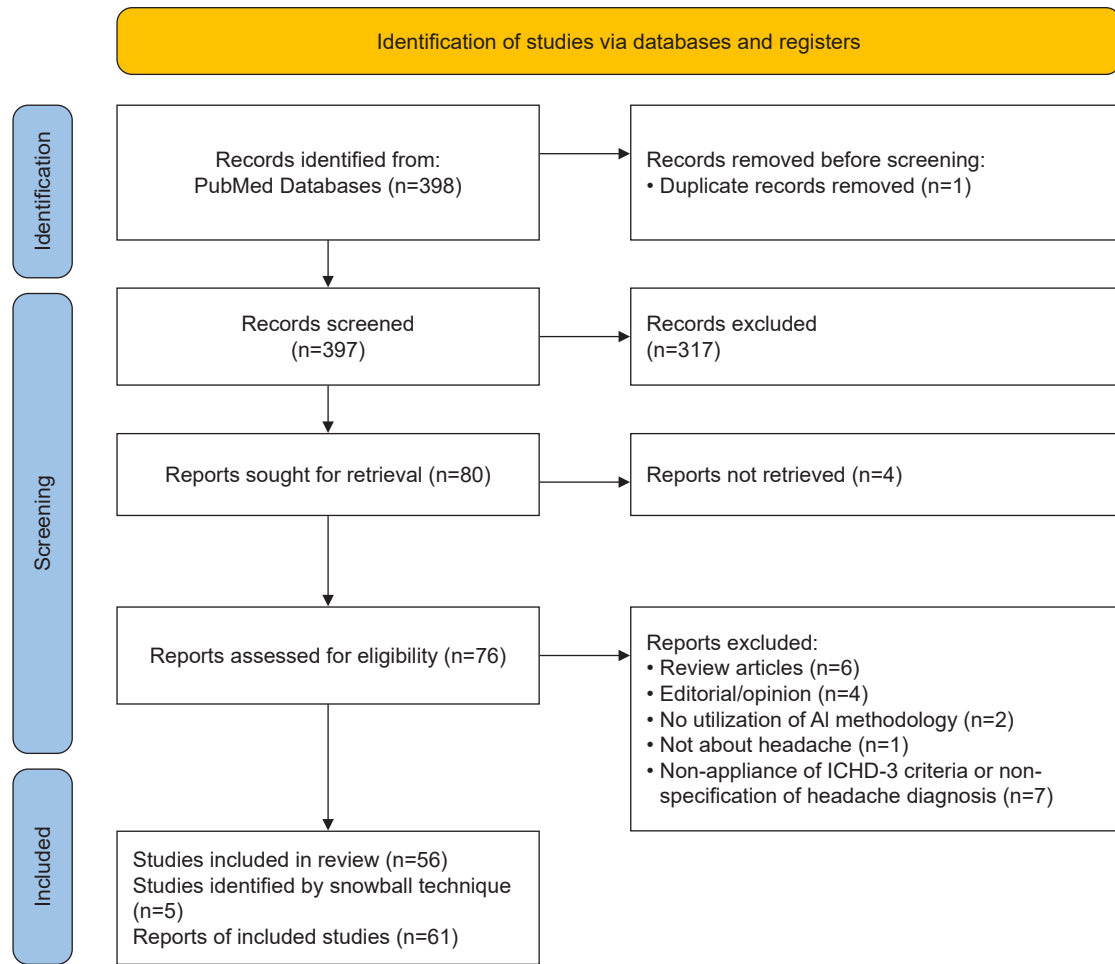 Identification of studies via databases and registers
Identification
Records identified from:
PubMed Databases (n=398)
Records removed before screening:
• Duplicate records removed (n=1)
Screening
Records screened
(n=397)
Records excluded
(n=317)
Reports sought for retrieval (n=80)
Reports not retrieved (n=4)
Reports assessed for eligibility (n=76)
Reports excluded:
• Review articles (n=6)
• Editorial/opinion (n=4)
• No utilization of AI methodology (n=2)
• Not about headache (n=1)
• Non-appliance of ICHD-3 criteria or non-
specification of headache diagnosis (n=7)
Included
Studies included in review (n=56)
Studies identified by snowball technique
(n=5)
Reports of included studies (n=61)